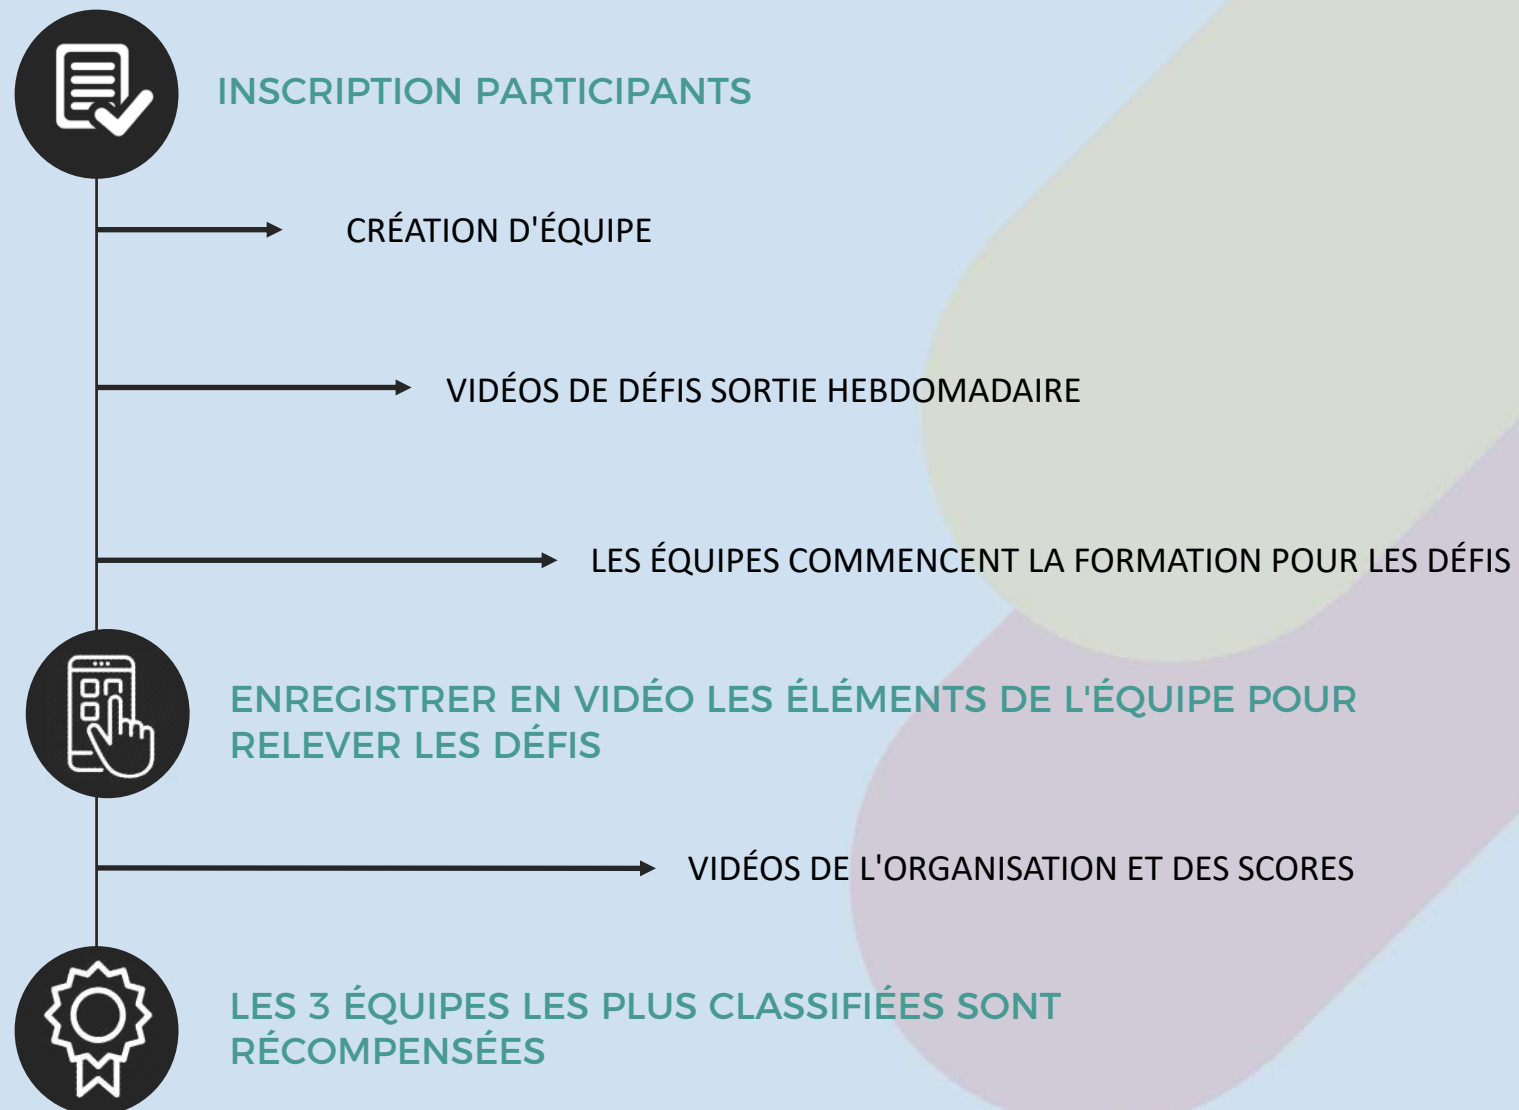 INSCRIPTION PARTICIPANTS
CRÉATION D'ÉQUIPE
VIDÉOS DE DÉFIS SORTIE HEBDOMADAIRE
LES ÉQUIPES COMMENCENT LA FORMATION POUR LES DÉFIS
ENREGISTRER EN VIDÉO LES ÉLÉMENTS DE L'ÉQUIPE POUR
RELEVER LES DÉFIS
VIDÉOS DE L'ORGANISATION ET DES SCORES
LES 3 ÉQUIPES LES PLUS CLASSIFIÉES SONT
RÉCOMPENSÉES